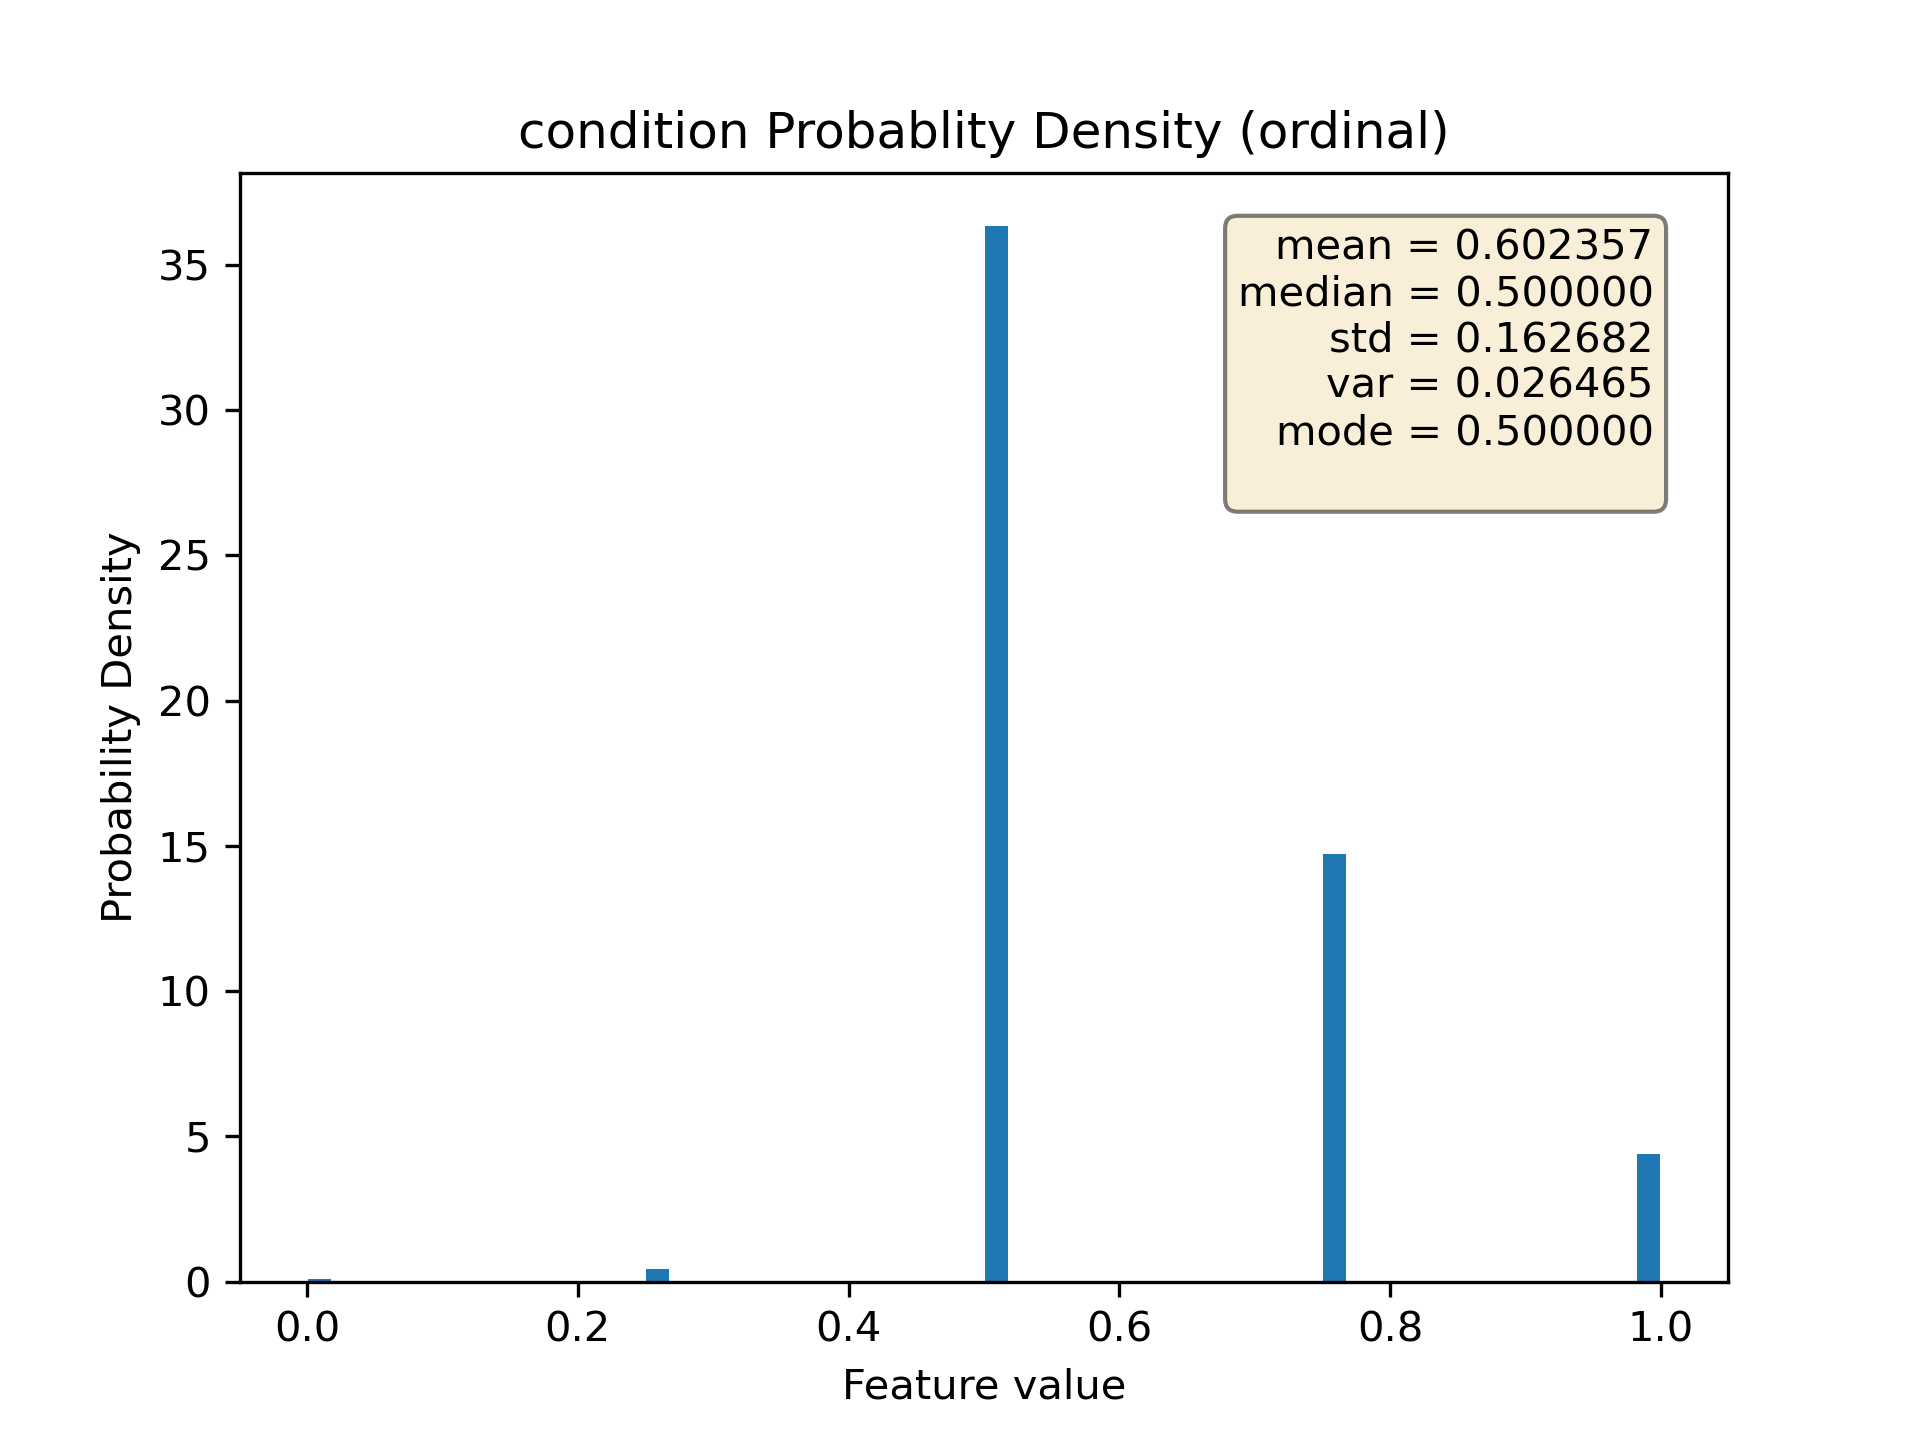 condition Probablity Density (ordinal)
mean = 0.602357
median = 0.500000
std = 0.162682
var = 0.026465
mode = 0.500000
Probability Density
35
30
25
20
15
10
5
0
0.0 0.2 0.4 0.6 0.8 1.0
Feature value